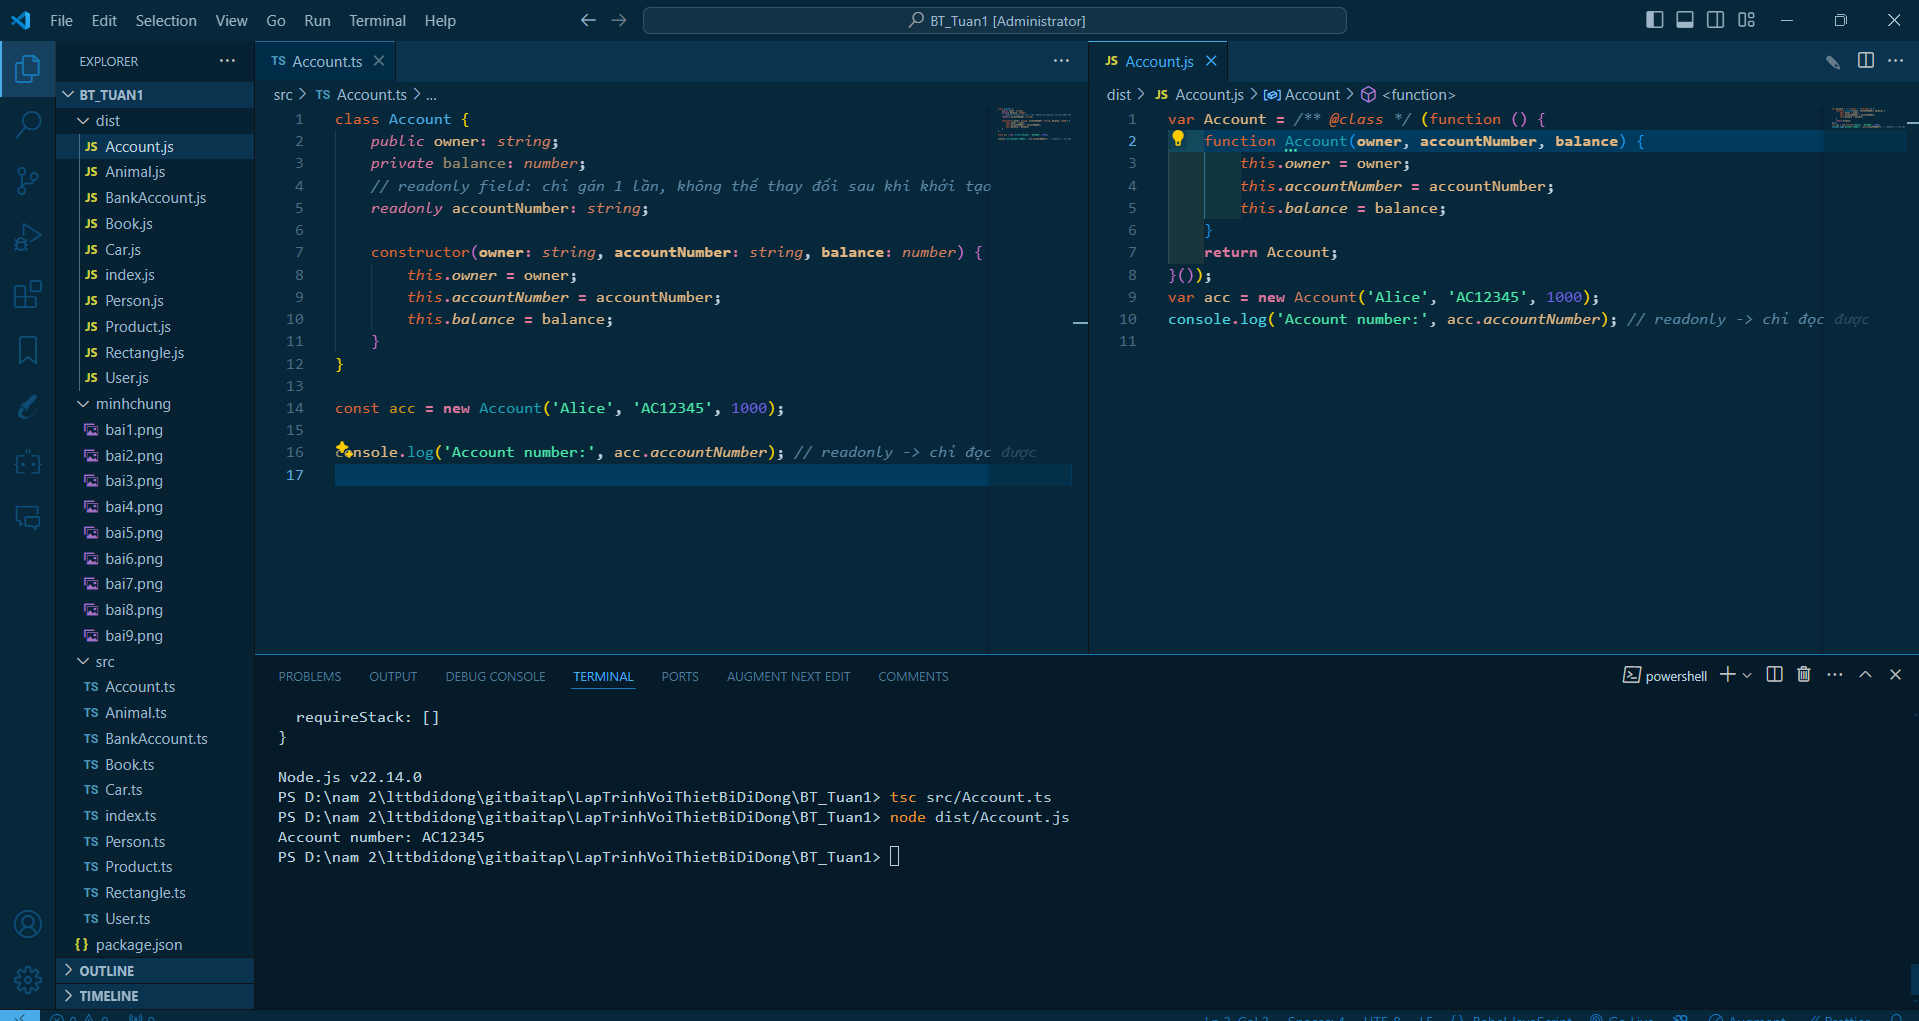 File Edit Selection View Go Run Terminal Help
BT_Tuan1 [Administrator]
EXPLORER
BT_TUAN1
dist
JS Account.js
JS Animal.js
JS BankAccount.js
JS Book.js
JS Car.js
JS index.js
JS Person.js
JS Product.js
JS Rectangle.js
JS User.js
minhchung
bai1.png
bai2.png
bai3.png
bai4.png
bai5.png
bai6.png
bai7.png
bai8.png
bai9.png
src
TS Account.ts
TS Animal.ts
TS BankAccount.ts
TS Book.ts
TS Car.ts
TS index.ts
TS Person.ts
TS Product.ts
TS Rectangle.ts
TS User.ts
{} package.json
OUTLINE
TIMELINE
TS Account.ts
src > TS Account.ts > ...
1 class Account {
2 public owner: string;
3 private balance: number;
4 // readonly field: chỉ gán 1 lần, không thể thay đổi sau khi khởi tạo
5 readonly accountNumber: string;
6
7 constructor(owner: string, accountNumber: string, balance: number) {
8 this.owner = owner;
9 this.accountNumber = accountNumber;
10 this.balance = balance;
11 }
12 }
13
14 const acc = new Account('Alice', 'AC12345', 1000);
15
16 console.log('Account number:', acc.accountNumber); // readonly -> chỉ đọc được
17
JS Account.js
dist > JS Account.js > Account > <function>
1 var Account = /** @class */ (function () {
2 function Account(owner, accountNumber, balance) {
3 this.owner = owner;
4 this.accountNumber = accountNumber;
5 this.balance = balance;
6 }
7 return Account;
8 }());
9 var acc = new Account('Alice', 'AC12345', 1000);
10 console.log('Account number:', acc.accountNumber); // readonly -> chỉ đọc được
11
PROBLEMS OUTPUT DEBUG CONSOLE TERMINAL PORTS AUGMENT NEXT EDIT COMMENTS
powershell
requireStack: []
}
Node.js v22.14.0
PS D:\nam 2\lttbdidong\gitbaitap\LapTrinhVoiThietBiDiDong\BT_Tuan1> tsc src/Account.ts
PS D:\nam 2\lttbdidong\gitbaitap\LapTrinhVoiThietBiDiDong\BT_Tuan1> node dist/Account.js
Account number: AC12345
PS D:\nam 2\lttbdidong\gitbaitap\LapTrinhVoiThietBiDiDong\BT_Tuan1>